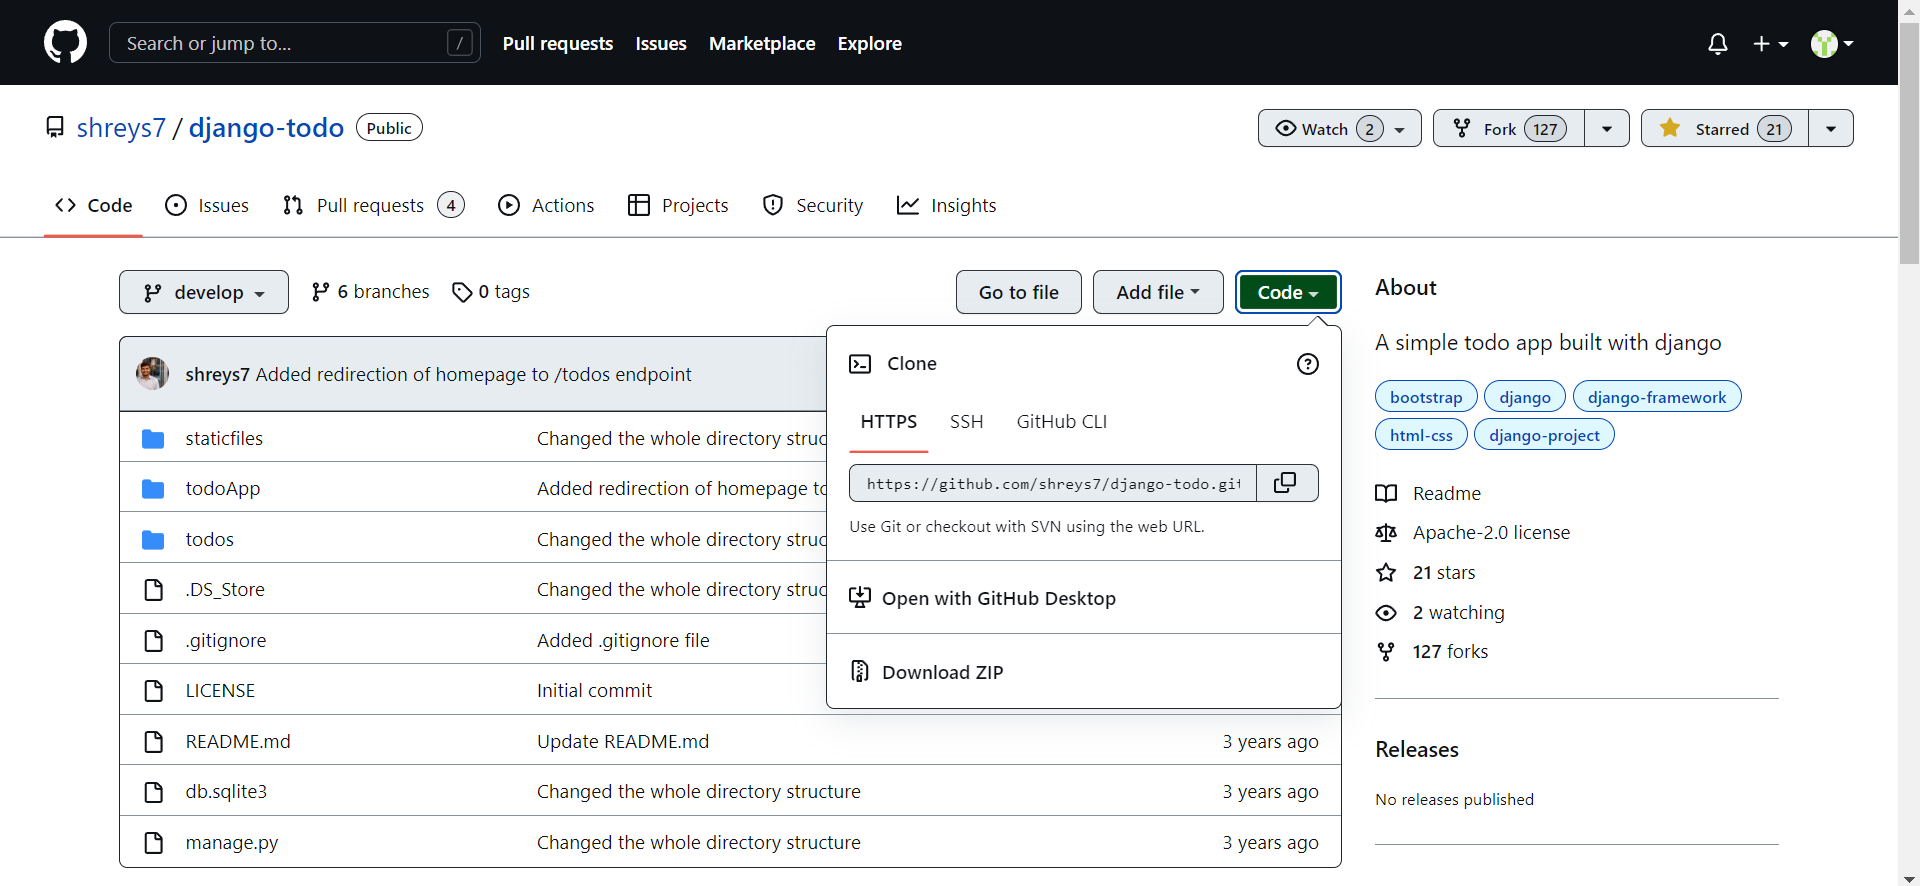 Search or jump to... /
Pull requests Issues Marketplace Explore
shreys7 / django-todo Public
Watch 2 Fork 127 Starred 21
Code Issues Pull requests 4 Actions Projects Security Insights
develop 6 branches 0 tags Go to file Add file Code
shreys7 Added redirection of homepage to /todos endpoint
staticfiles Changed the whole directory struc
todoApp Added redirection of homepage to
todos Changed the whole directory struc
.DS_Store Changed the whole directory struc
.gitignore Added .gitignore file
LICENSE Initial commit
README.md Update README.md 3 years ago
db.sqlite3 Changed the whole directory structure 3 years ago
manage.py Changed the whole directory structure 3 years ago
Clone
HTTPS SSH GitHub CLI
https://github.com/shreys7/django-todo.git
Use Git or checkout with SVN using the web URL.
Open with GitHub Desktop
Download ZIP
About
A simple todo app built with django
bootstrap django django-framework
html-css django-project
Readme
Apache-2.0 license
21 stars
2 watching
127 forks
Releases
No releases published